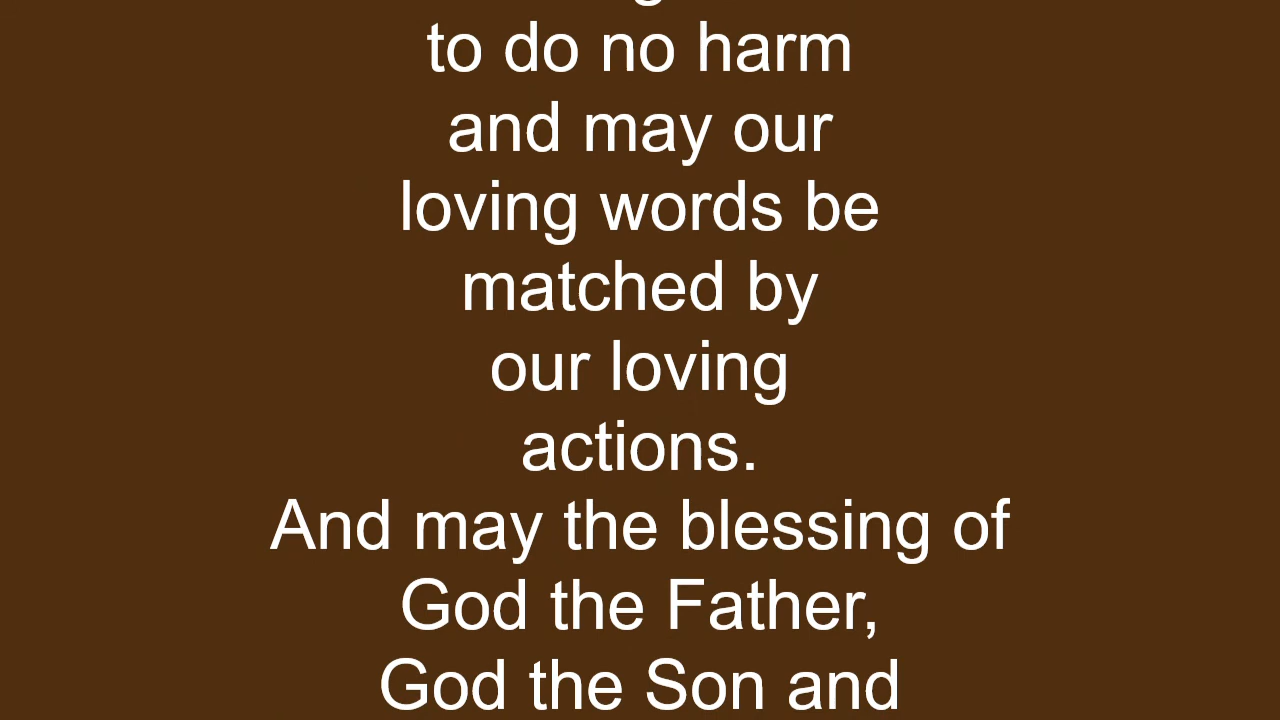 to do no harm
and may our
loving words be
matched by
our loving
actions.
And may the blessing of
God the Father,
God the Son and